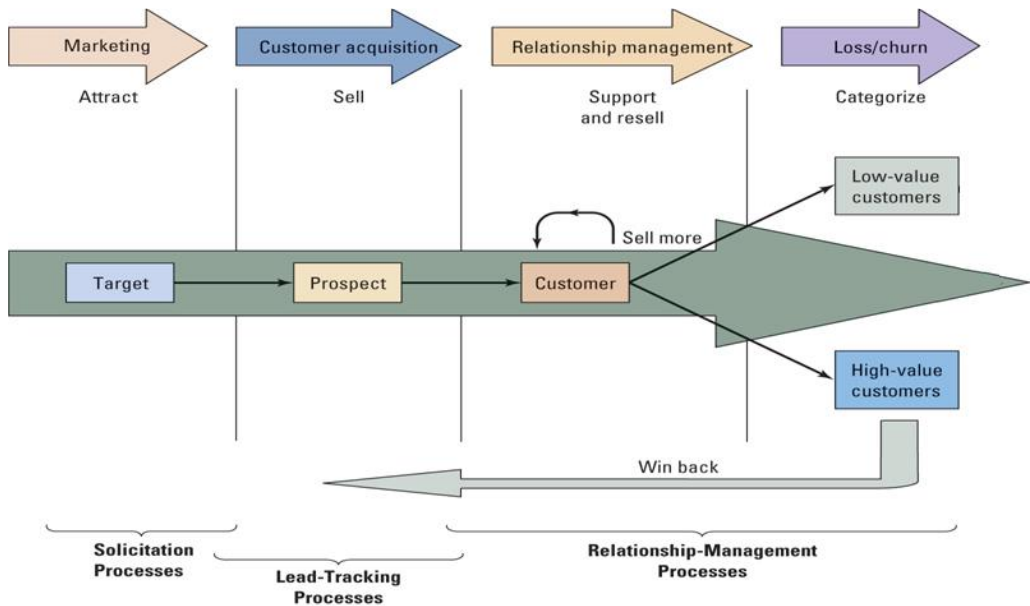 Marketing
Customer acquisition
Relationship management
Loss/churn
Attract
Sell
Support
and resell
Categorize
Low-value
customers
Sell more
Target
Prospect
Customer
High-value
customers
Win back
Solicitation
Processes
Lead-Tracking
Processes
Relationship-Management
Processes